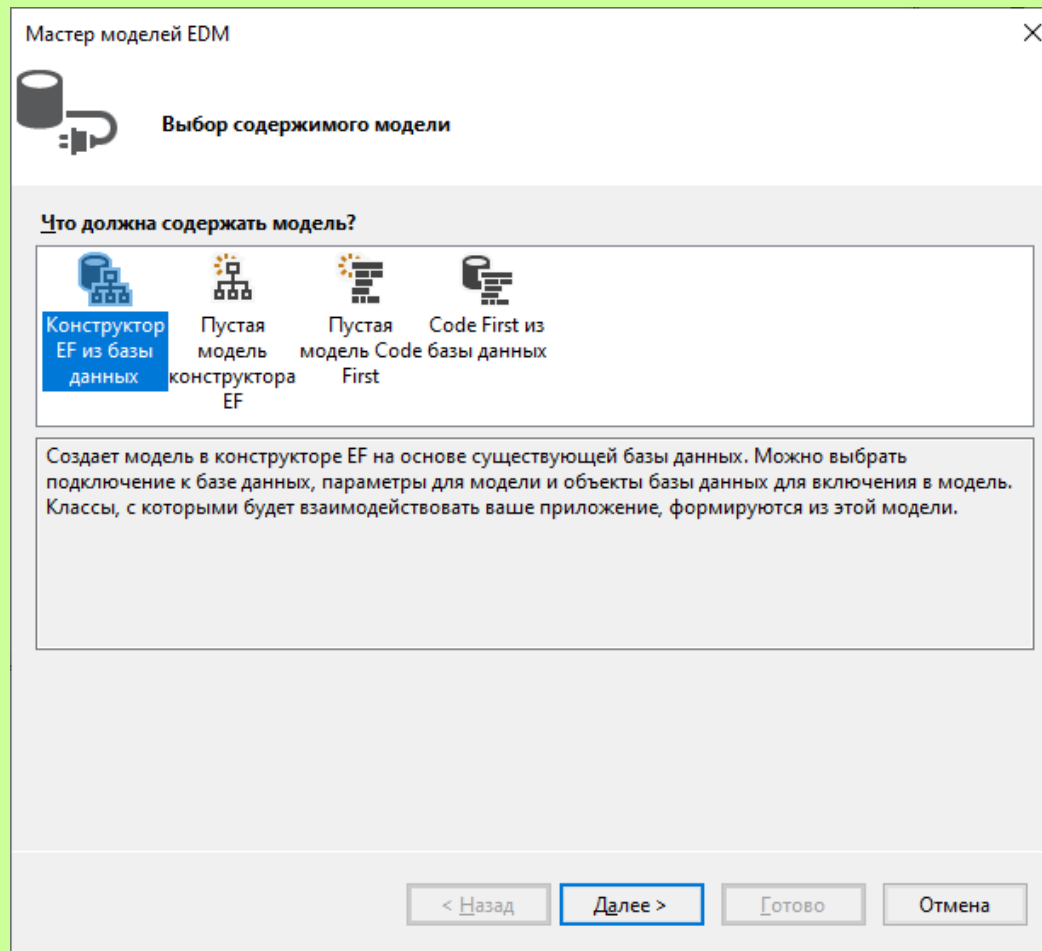 Мастер моделей EDM
Выбор содержимого модели
Что должна содержать модель?
Конструктор EF из базы данных
Пустая модель конструктора EF
Пустая модель Code First
Code First из базы данных
Создает модель в конструкторе EF на основе существующей базы данных. Можно выбрать
подключение к базе данных, параметры для модели и объекты базы данных для включения в модель.
Классы, с которыми будет взаимодействовать ваше приложение, формируются из этой модели.
< Назад
Далее >
Готово
Отмена